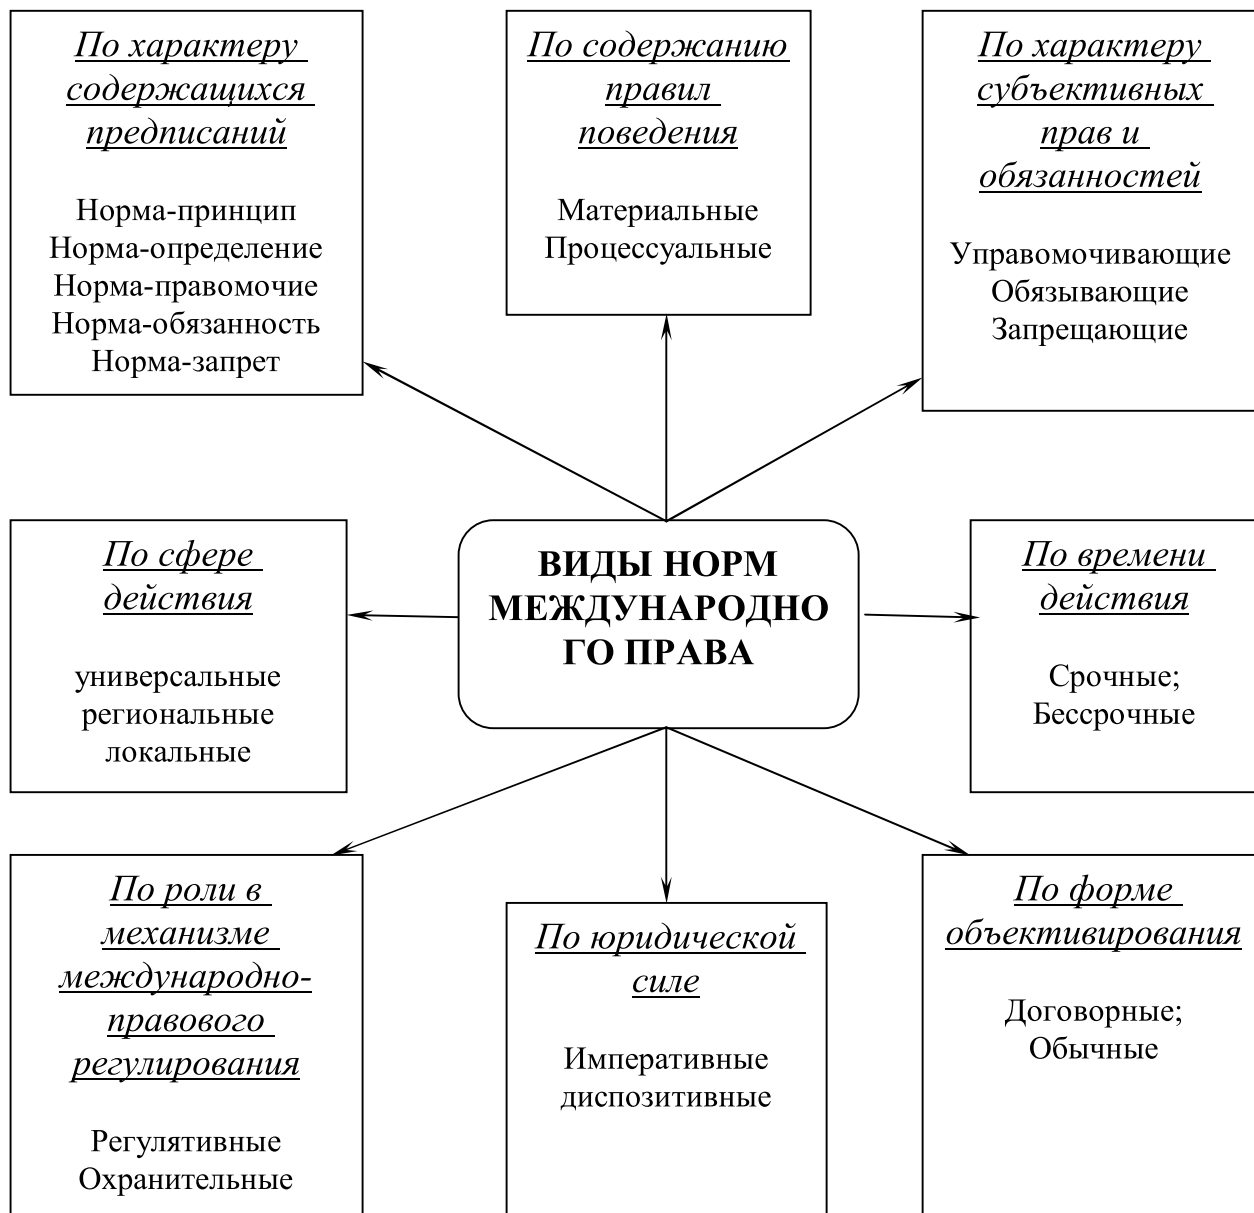 По характеру
содержащихся
предписаний
Норма-принцип
Норма-определение
Норма-правомочие
Норма-обязанность
Норма-запрет
По содержанию
правил
поведения
Материальные
Процессуальные
По характеру
субъективных
прав и
обязанностей
Управомочивающие
Обязывающие
Запрещающие
По сфере
действия
универсальные
региональные
локальные
ВИДЫ НОРМ
МЕЖДУНАРОДНО
ГО ПРАВА
По времени
действия
Срочные;
Бессрочные
По роли в
механизме
международно-
правового
регулирования
Регулятивные
Охранительные
По юридической
силе
Императивные
диспозитивные
По форме
объективирования
Договорные;
Обычные